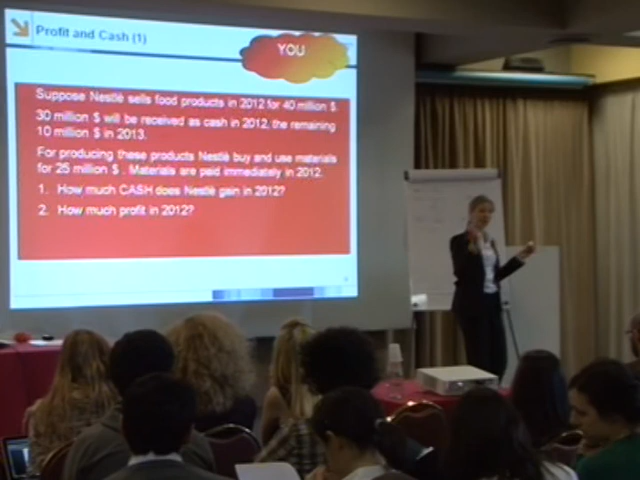 Profit and Cash (1)
YOU
Suppose Nestlé sells food products in 2012 for 40 million $.
30 million $ will be received as cash in 2012, the remaining
10 million $ in 2013.
For producing these products Nestlé buy and use materials
for 25 million $ . Materials are paid immediately in 2012.
1. How much CASH does Nestlé gain in 2012?
2. How much profit in 2012?